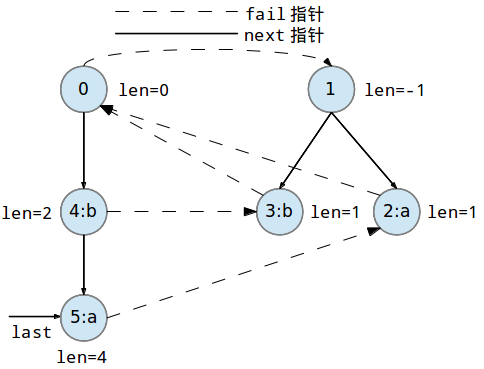 fail 指针
next 指针
0
len=0
1
len=-1
len=2
4:b
3:b
len=1
2:a
len=1
5:a
last
len=4